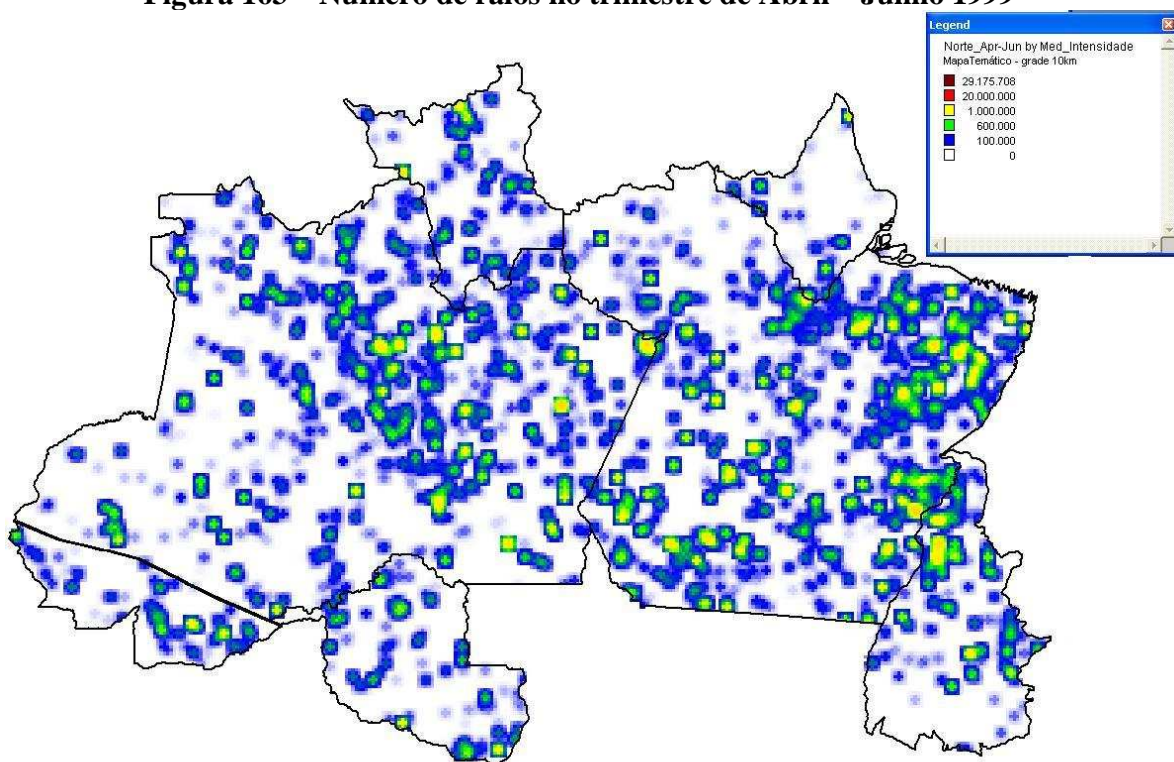 Figura 165 – Número de raios no trimestre de Abril – Junho 1999
Legend
Norte_Apr-Jun by Med_Intensidade
MapaTemático - grade 10km
29.175.708
20.000.000
1.000.000
600.000
100.000
0